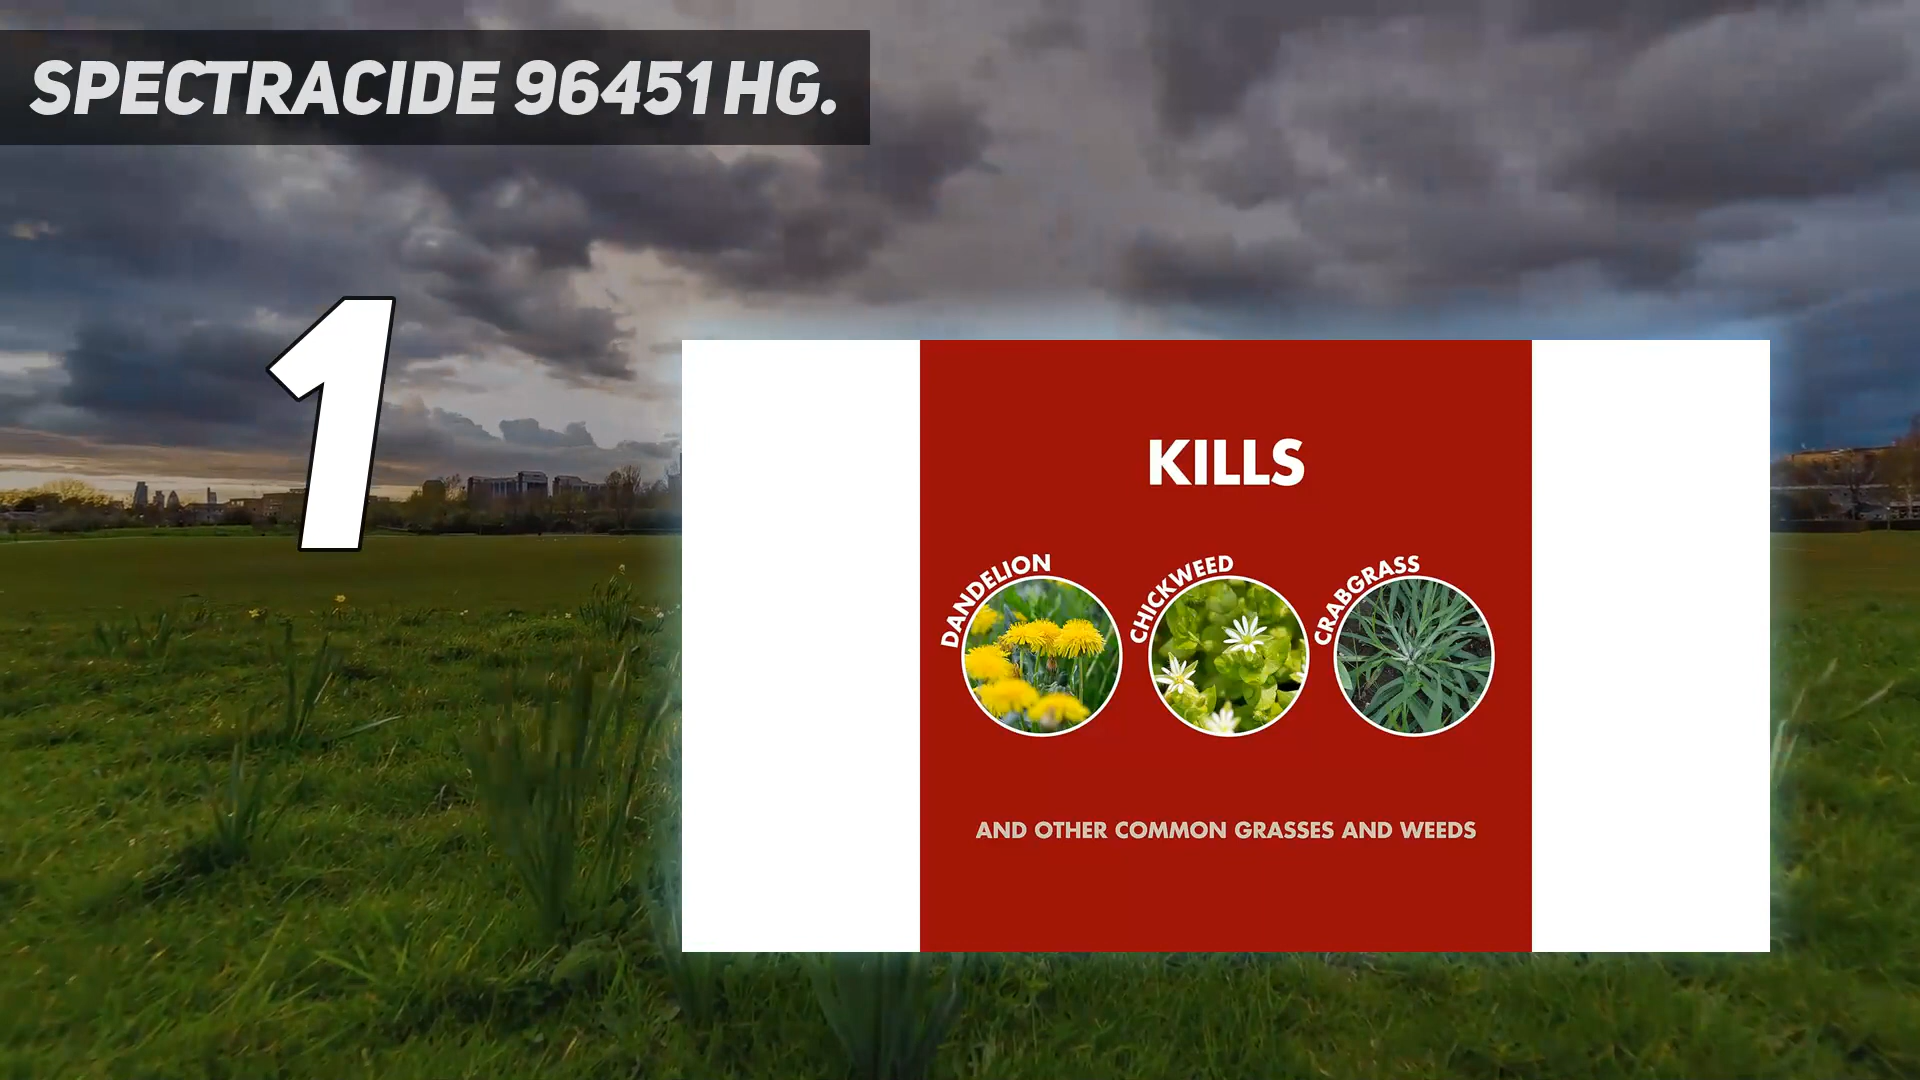 SPECTRACIDE 96451HG.
1
KILLS
DANDELION
CHICKWEED
CRABGRASS
AND OTHER COMMON GRASSES AND WEEDS